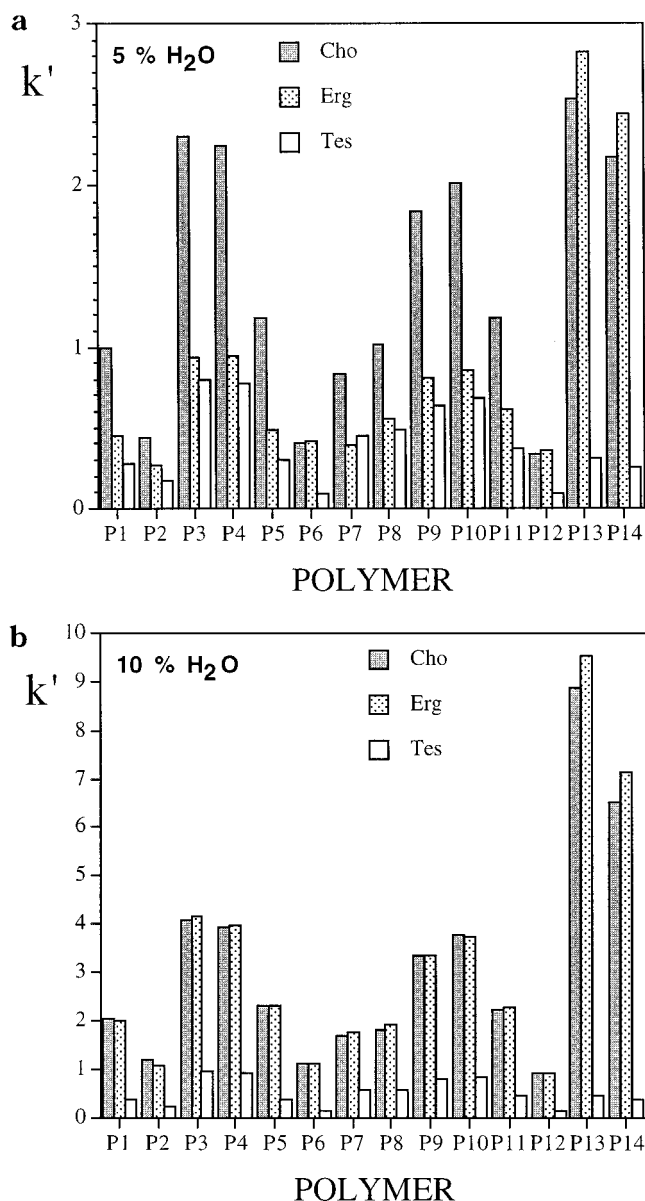 a
5 % H₂O
k'
Cho
Erg
Tes
3
2
1
0
P1 P2 P3 P4 P5 P6 P7 P8 P9 P10 P11 P12 P13 P14
POLYMER
b
10 % H₂O
k'
Cho
Erg
Tes
10
9
8
7
6
5
4
3
2
1
0
P1 P2 P3 P4 P5 P6 P7 P8 P9 P10 P11 P12 P13 P14
POLYMER